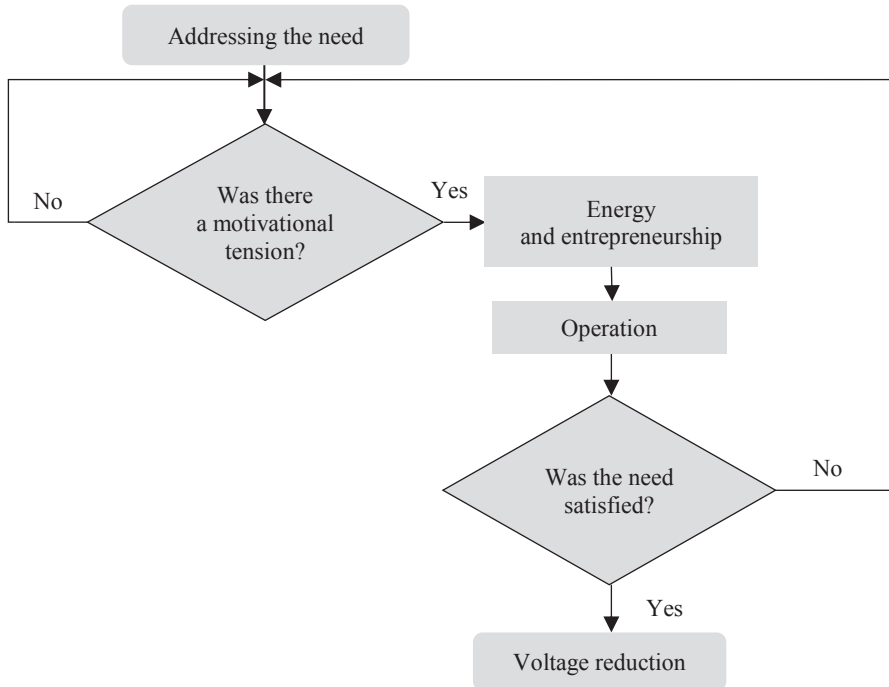 Addressing the need
No
Was there
a motivational
tension?
Yes
Energy
and entrepreneurship
Operation
Was the need
satisfied?
No
Yes
Voltage reduction